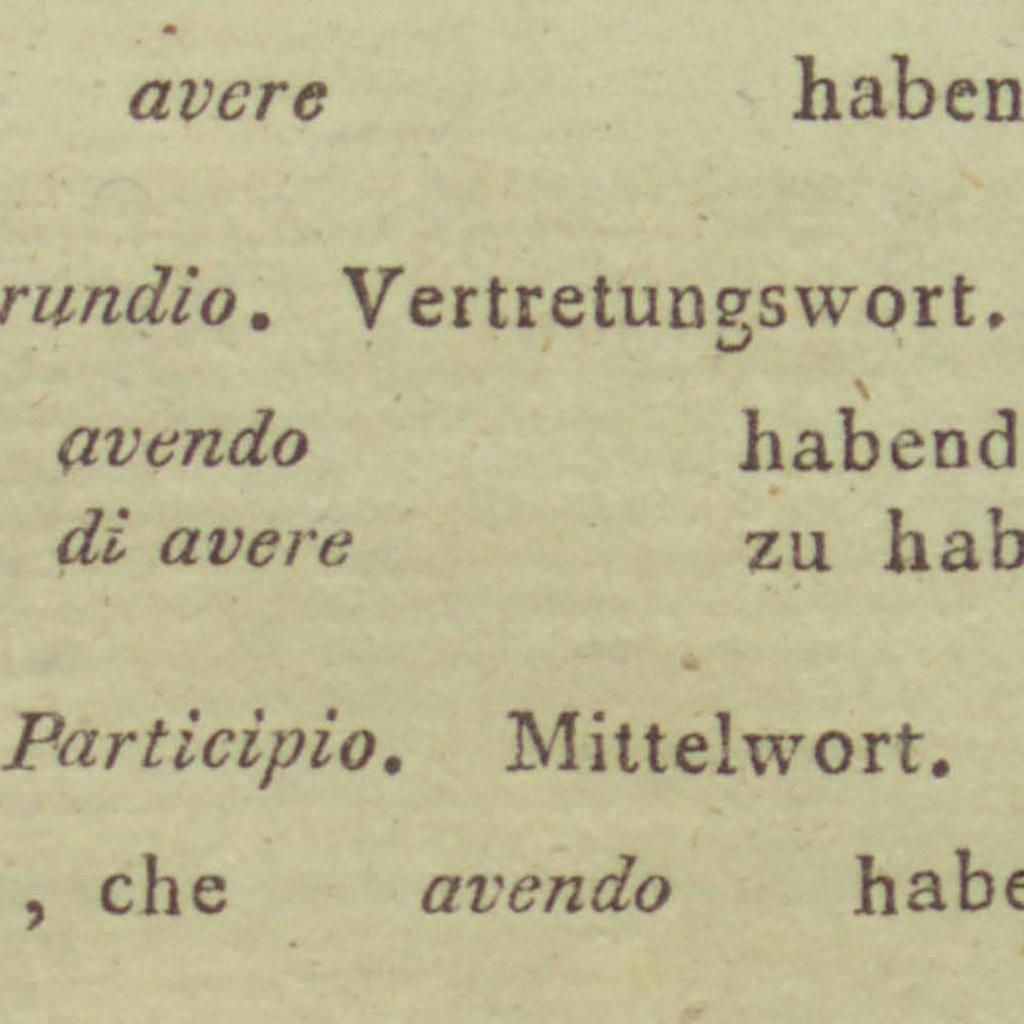 avere haben
rundio. Vertretungswort.
avendo habend
di avere zu hab
Participio. Mittelwort.
, che avendo habe